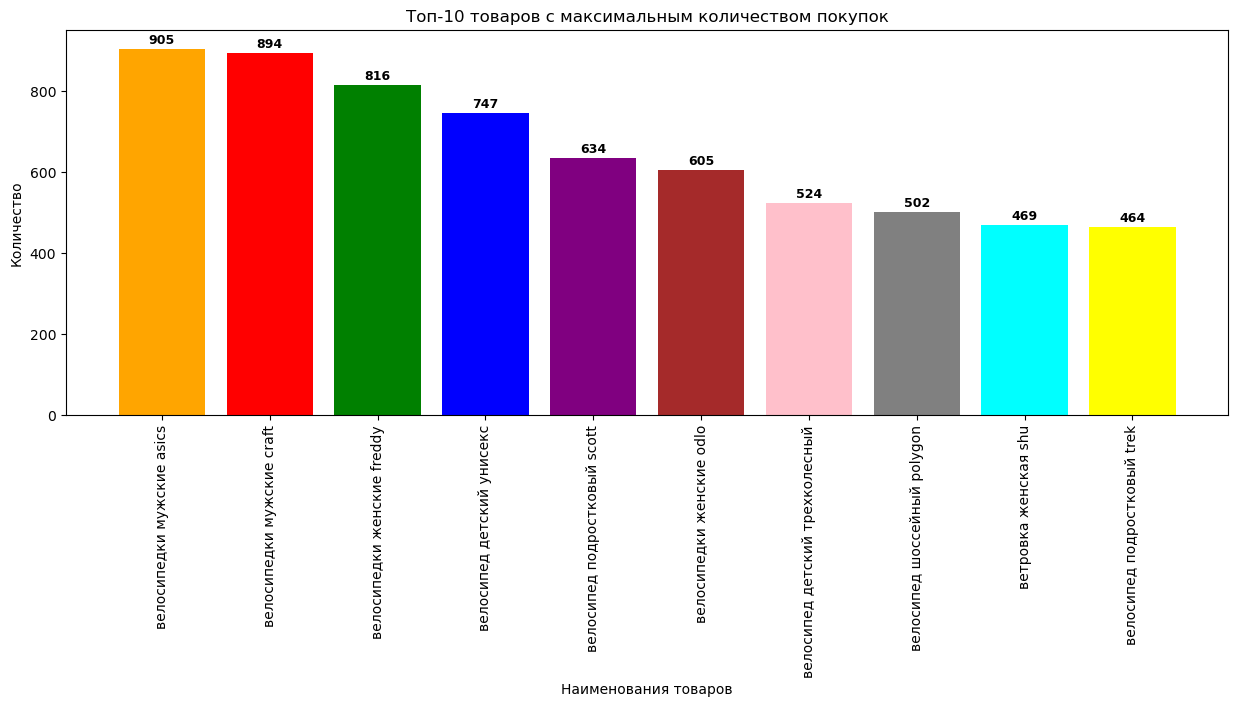 Топ-10 товаров с максимальным количеством покупок
905
894
816
747
634
605
524
502
469
464
Количество
800
600
400
200
0
велосипедки мужские asics
велосипедки мужские craft
велосипедки женские freddy
велосипед детский унисекс
велосипед подростковый scott
велосипедки женские odlo
велосипед детский трехколесный
велосипед шоссейный polygon
ветровка женская shu
велосипед подростковый trek
Наименования товаров